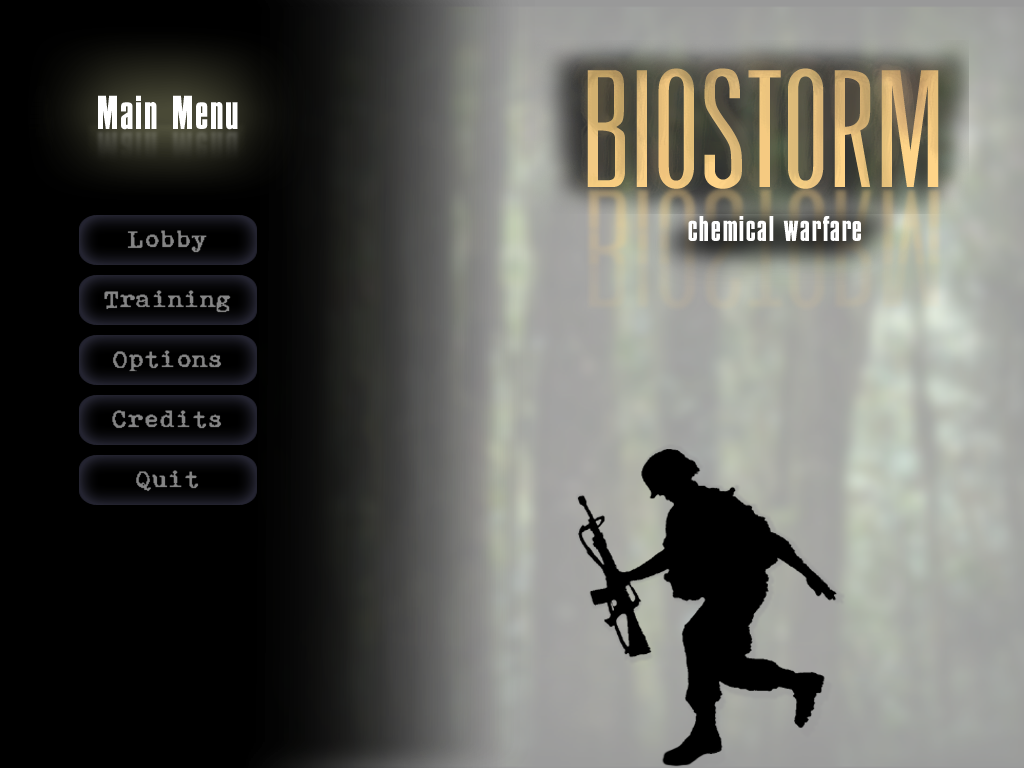 Main Menu
Lobby
Training
Options
Credits
Quit
BIOSTORM
chemical warfare